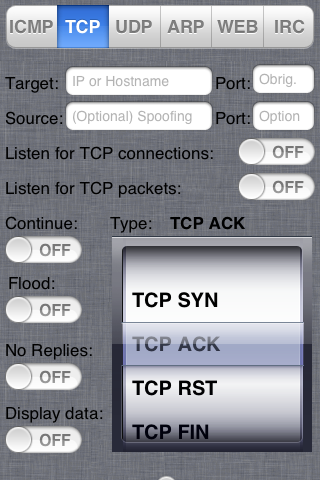 ICMP TCP UDP ARP WEB IRC
Target: IP or Hostname Port: Obrig.
Source: (Optional) Spoofing Port: Option
Listen for TCP connections: OFF
Listen for TCP packets: OFF
Continue: Type: TCP ACK
OFF
TCP SYN
Flood:
OFF
TCP ACK
No Replies:
OFF
TCP RST
Display data:
TCP FIN
OFF